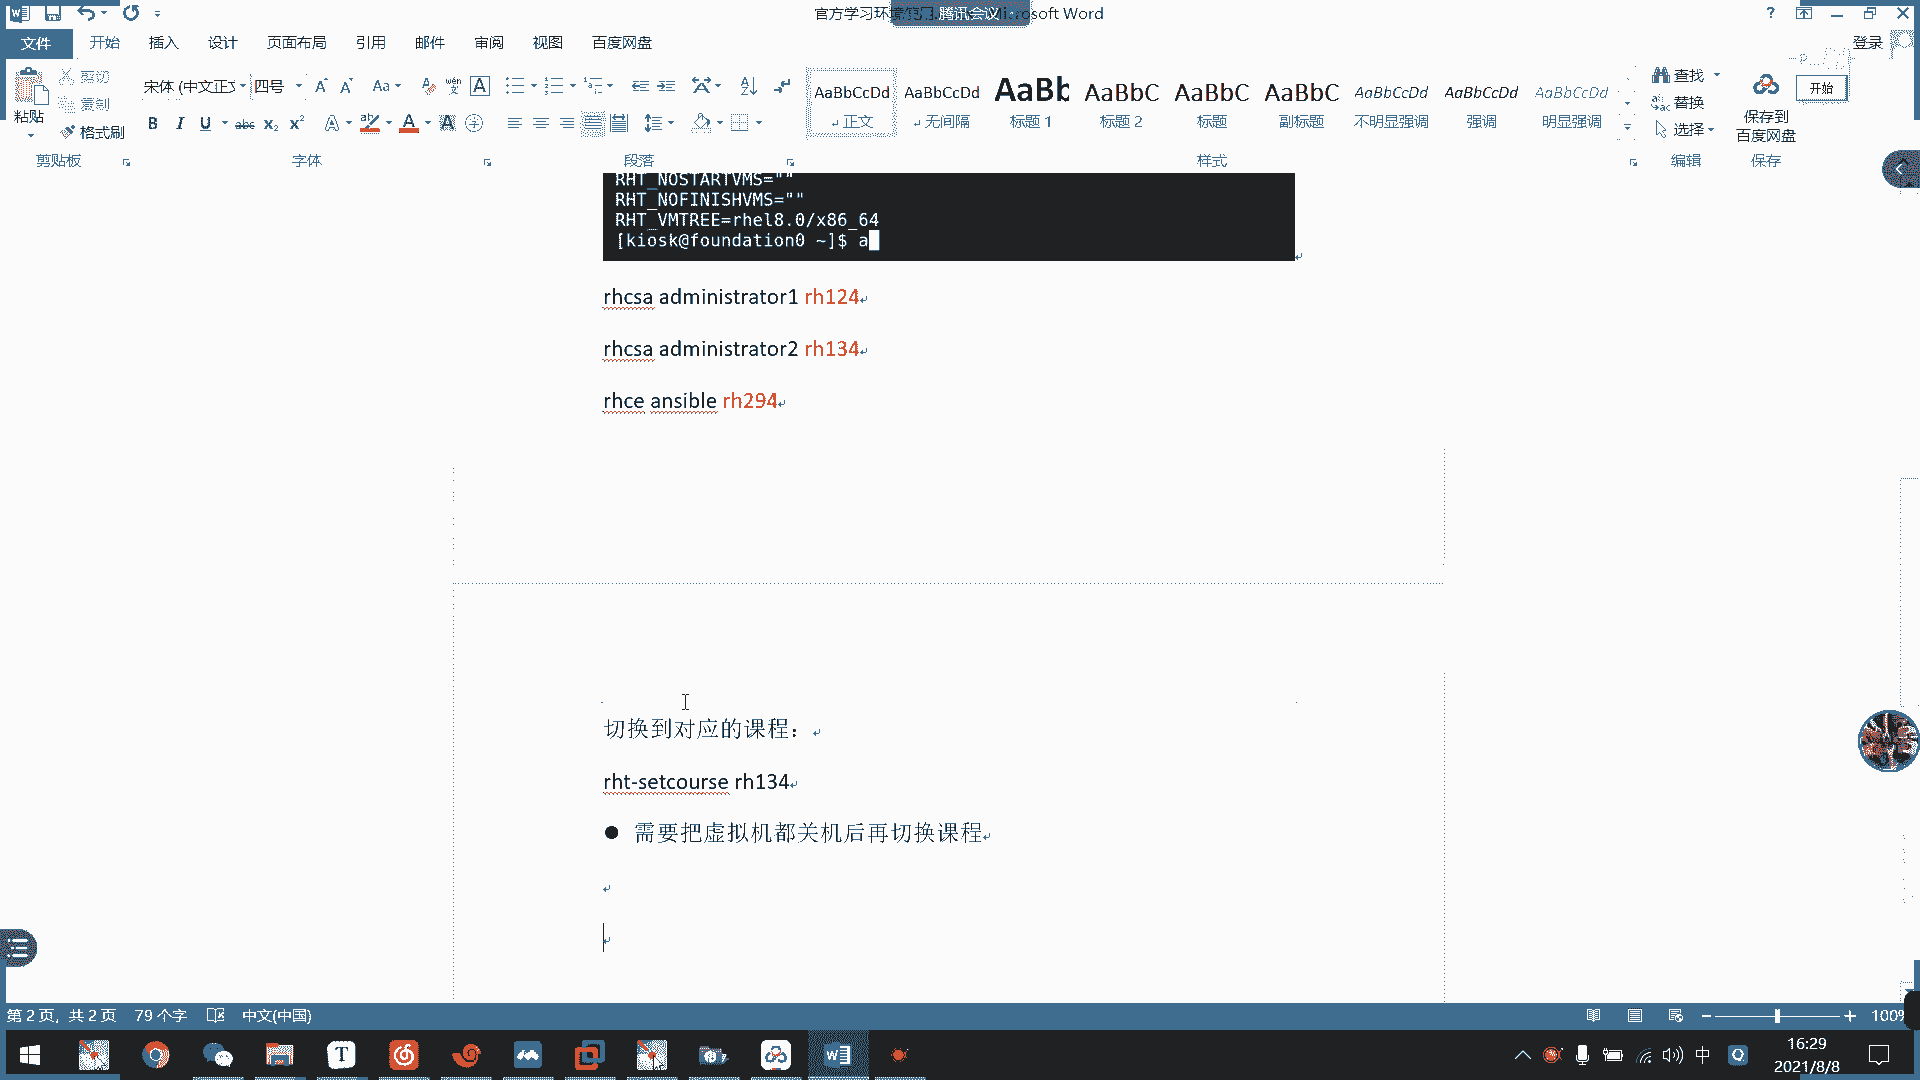 腾讯会议
官方学习环境
soft Word
登录
文件
开始
插入
设计
页面布局
引用
邮件
审阅
视图
百度网盘
粘贴
剪切
复制
格式刷
剪贴板
宋体 (中文正文
四号
字体
段落
AaBbCcDd
正文
AaBbCcDd
无间隔
AaBb
标题 1
AaBbC
标题 2
AaBbC
标题
AaBbC
副标题
AaBbCcDd
不明显强调
AaBbCcDd
强调
AaBbCcDd
明显强调
样式
查找
替换
选择
编辑
保存到
百度网盘
保存
开始
RHT_NOSTARTVMS=""
RHT_NOFINISHVMS=""
RHT_VMTREE=rhel8.0/x86_64
[kiosk@foundation0 ~]$ a
rhcsa administrator1 rh124
rhcsa administrator2 rh134
rhce ansible rh294
切换到对应的课程：
rht-setcourse rh134
● 需要把虚拟机都关机后再切换课程
第 2 页，共 2 页
79 个字
中文(中国)
100%
中
16:29
2021/8/8